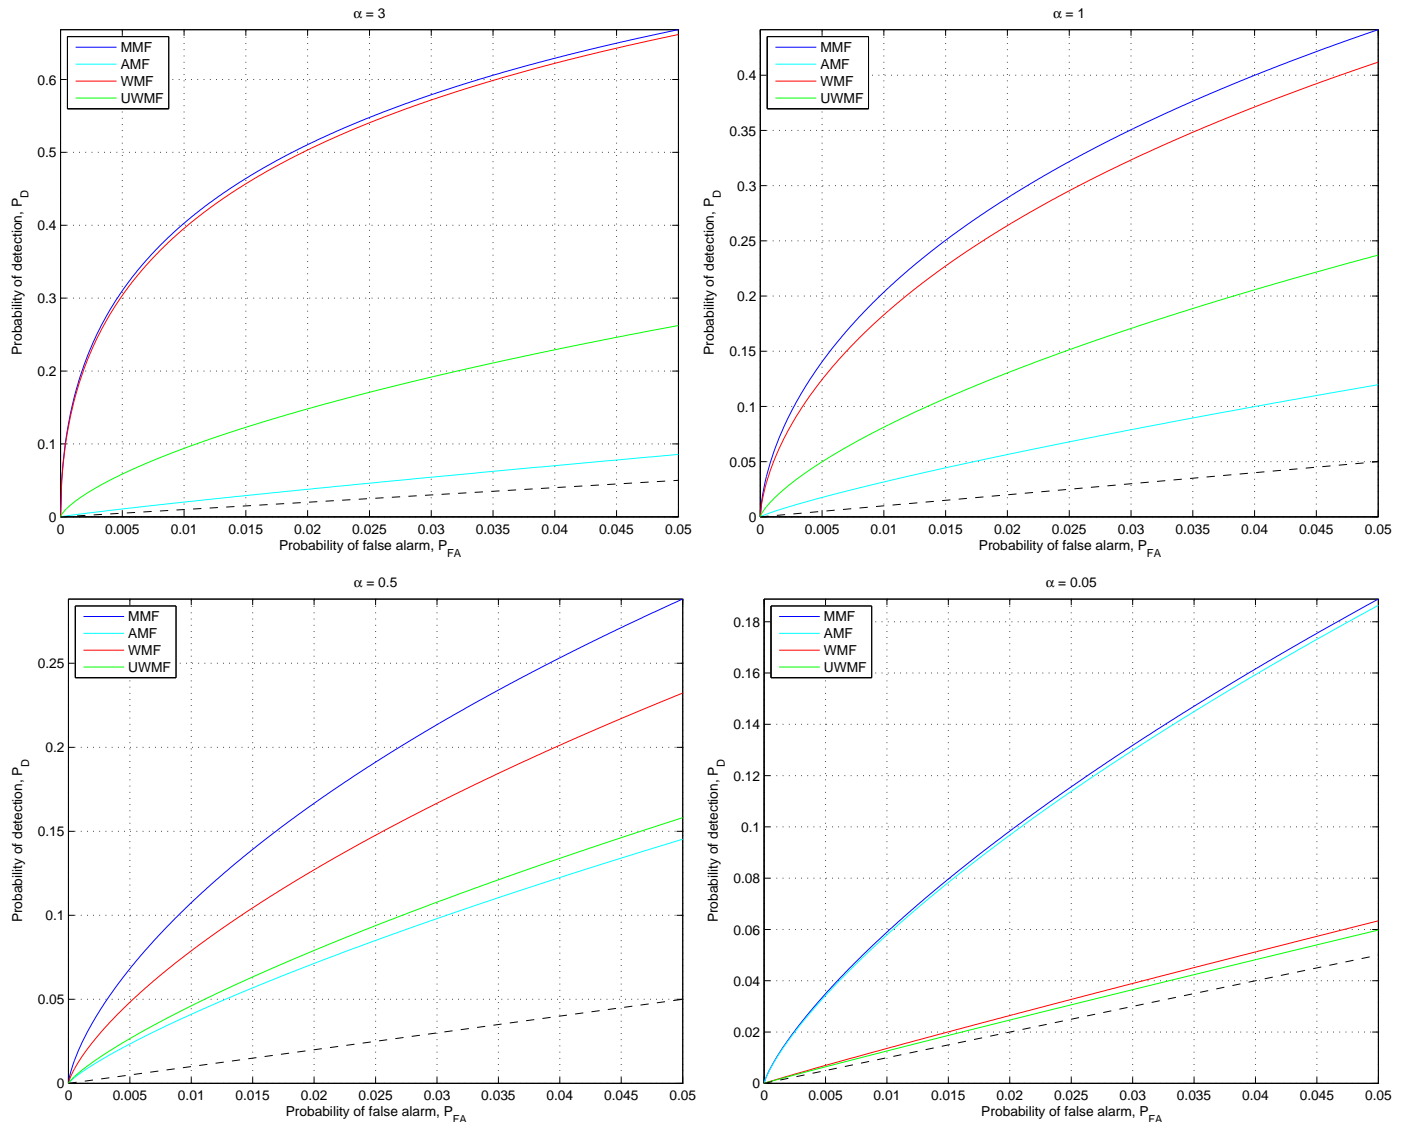 α = 3
MMF
AMF
WMF
UWMF
Probability of detection, P_D
0.6
0.5
0.4
0.3
0.2
0.1
0
0 0.005 0.01 0.015 0.02 0.025 0.03 0.035 0.04 0.045 0.05
Probability of false alarm, P_FA
α = 1
MMF
AMF
WMF
UWMF
Probability of detection, P_D
0.4
0.35
0.3
0.25
0.2
0.15
0.1
0.05
0
0 0.005 0.01 0.015 0.02 0.025 0.03 0.035 0.04 0.045 0.05
Probability of false alarm, P_FA
α = 0.5
MMF
AMF
WMF
UWMF
Probability of detection, P_D
0.25
0.2
0.15
0.1
0.05
0
0 0.005 0.01 0.015 0.02 0.025 0.03 0.035 0.04 0.045 0.05
Probability of false alarm, P_FA
α = 0.05
MMF
AMF
WMF
UWMF
Probability of detection, P_D
0.18
0.16
0.14
0.12
0.1
0.08
0.06
0.04
0.02
0
0 0.005 0.01 0.015 0.02 0.025 0.03 0.035 0.04 0.045 0.05
Probability of false alarm, P_FA